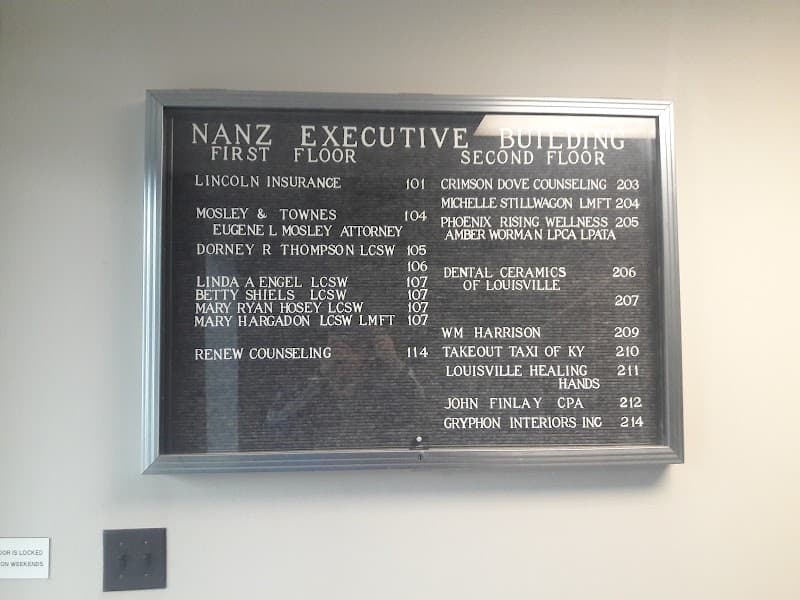 NANZ EXECUTIVE BUILDING
FIRST FLOOR
LINCOLN INSURANCE 101
MOSLEY & TOWNES 104
EUGENE L MOSLEY ATTORNEY
DORNEY R THOMPSON LCSW 105
106
LINDA A ENGEL LCSW 107
BETTY SHIELS LCSW 107
MARY RYAN HOSEY LCSW 107
MARY HARGADON LCSW LMFT 107
RENEW COUNSELING 114
SECOND FLOOR
CRIMSON DOVE COUNSELING 203
MICHELLE STILLWAGON LMFT 204
PHOENIX RISING WELLNESS 205
AMBER WORMAN LPCA LPATA
DENTAL CERAMICS 206
OF LOUISVILLE
207
WM HARRISON 209
TAKEOUT TAXI OF KY 210
LOUISVILLE HEALING 211
HANDS
JOHN FINLAY CPA 212
GRYPHON INTERIORS INC 214
OOR IS LOCKED
ON WEEKENDS